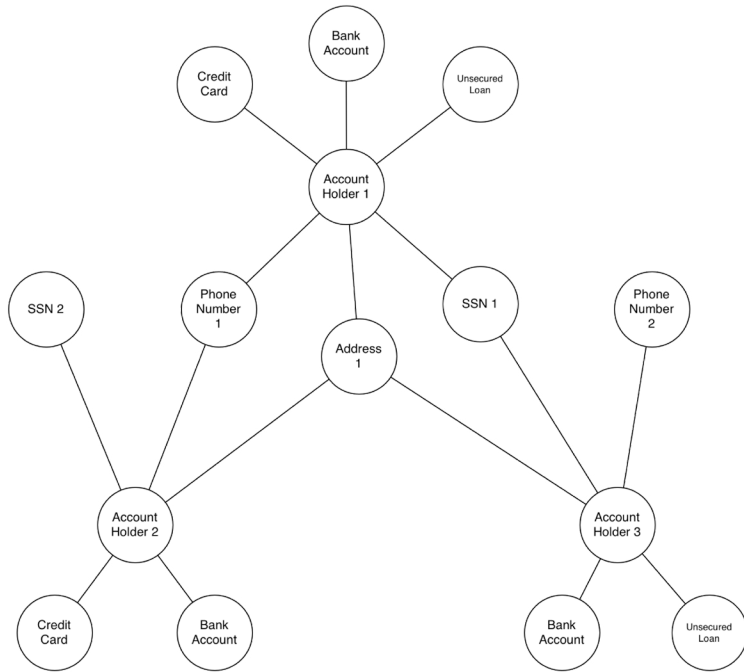 Bank
Account
Credit
Card
Unsecured
Loan
Account
Holder 1
SSN 2
Phone
Number
1
SSN 1
Phone
Number
2
Address
1
Account
Holder 2
Account
Holder 3
Credit
Card
Bank
Account
Bank
Account
Unsecured
Loan